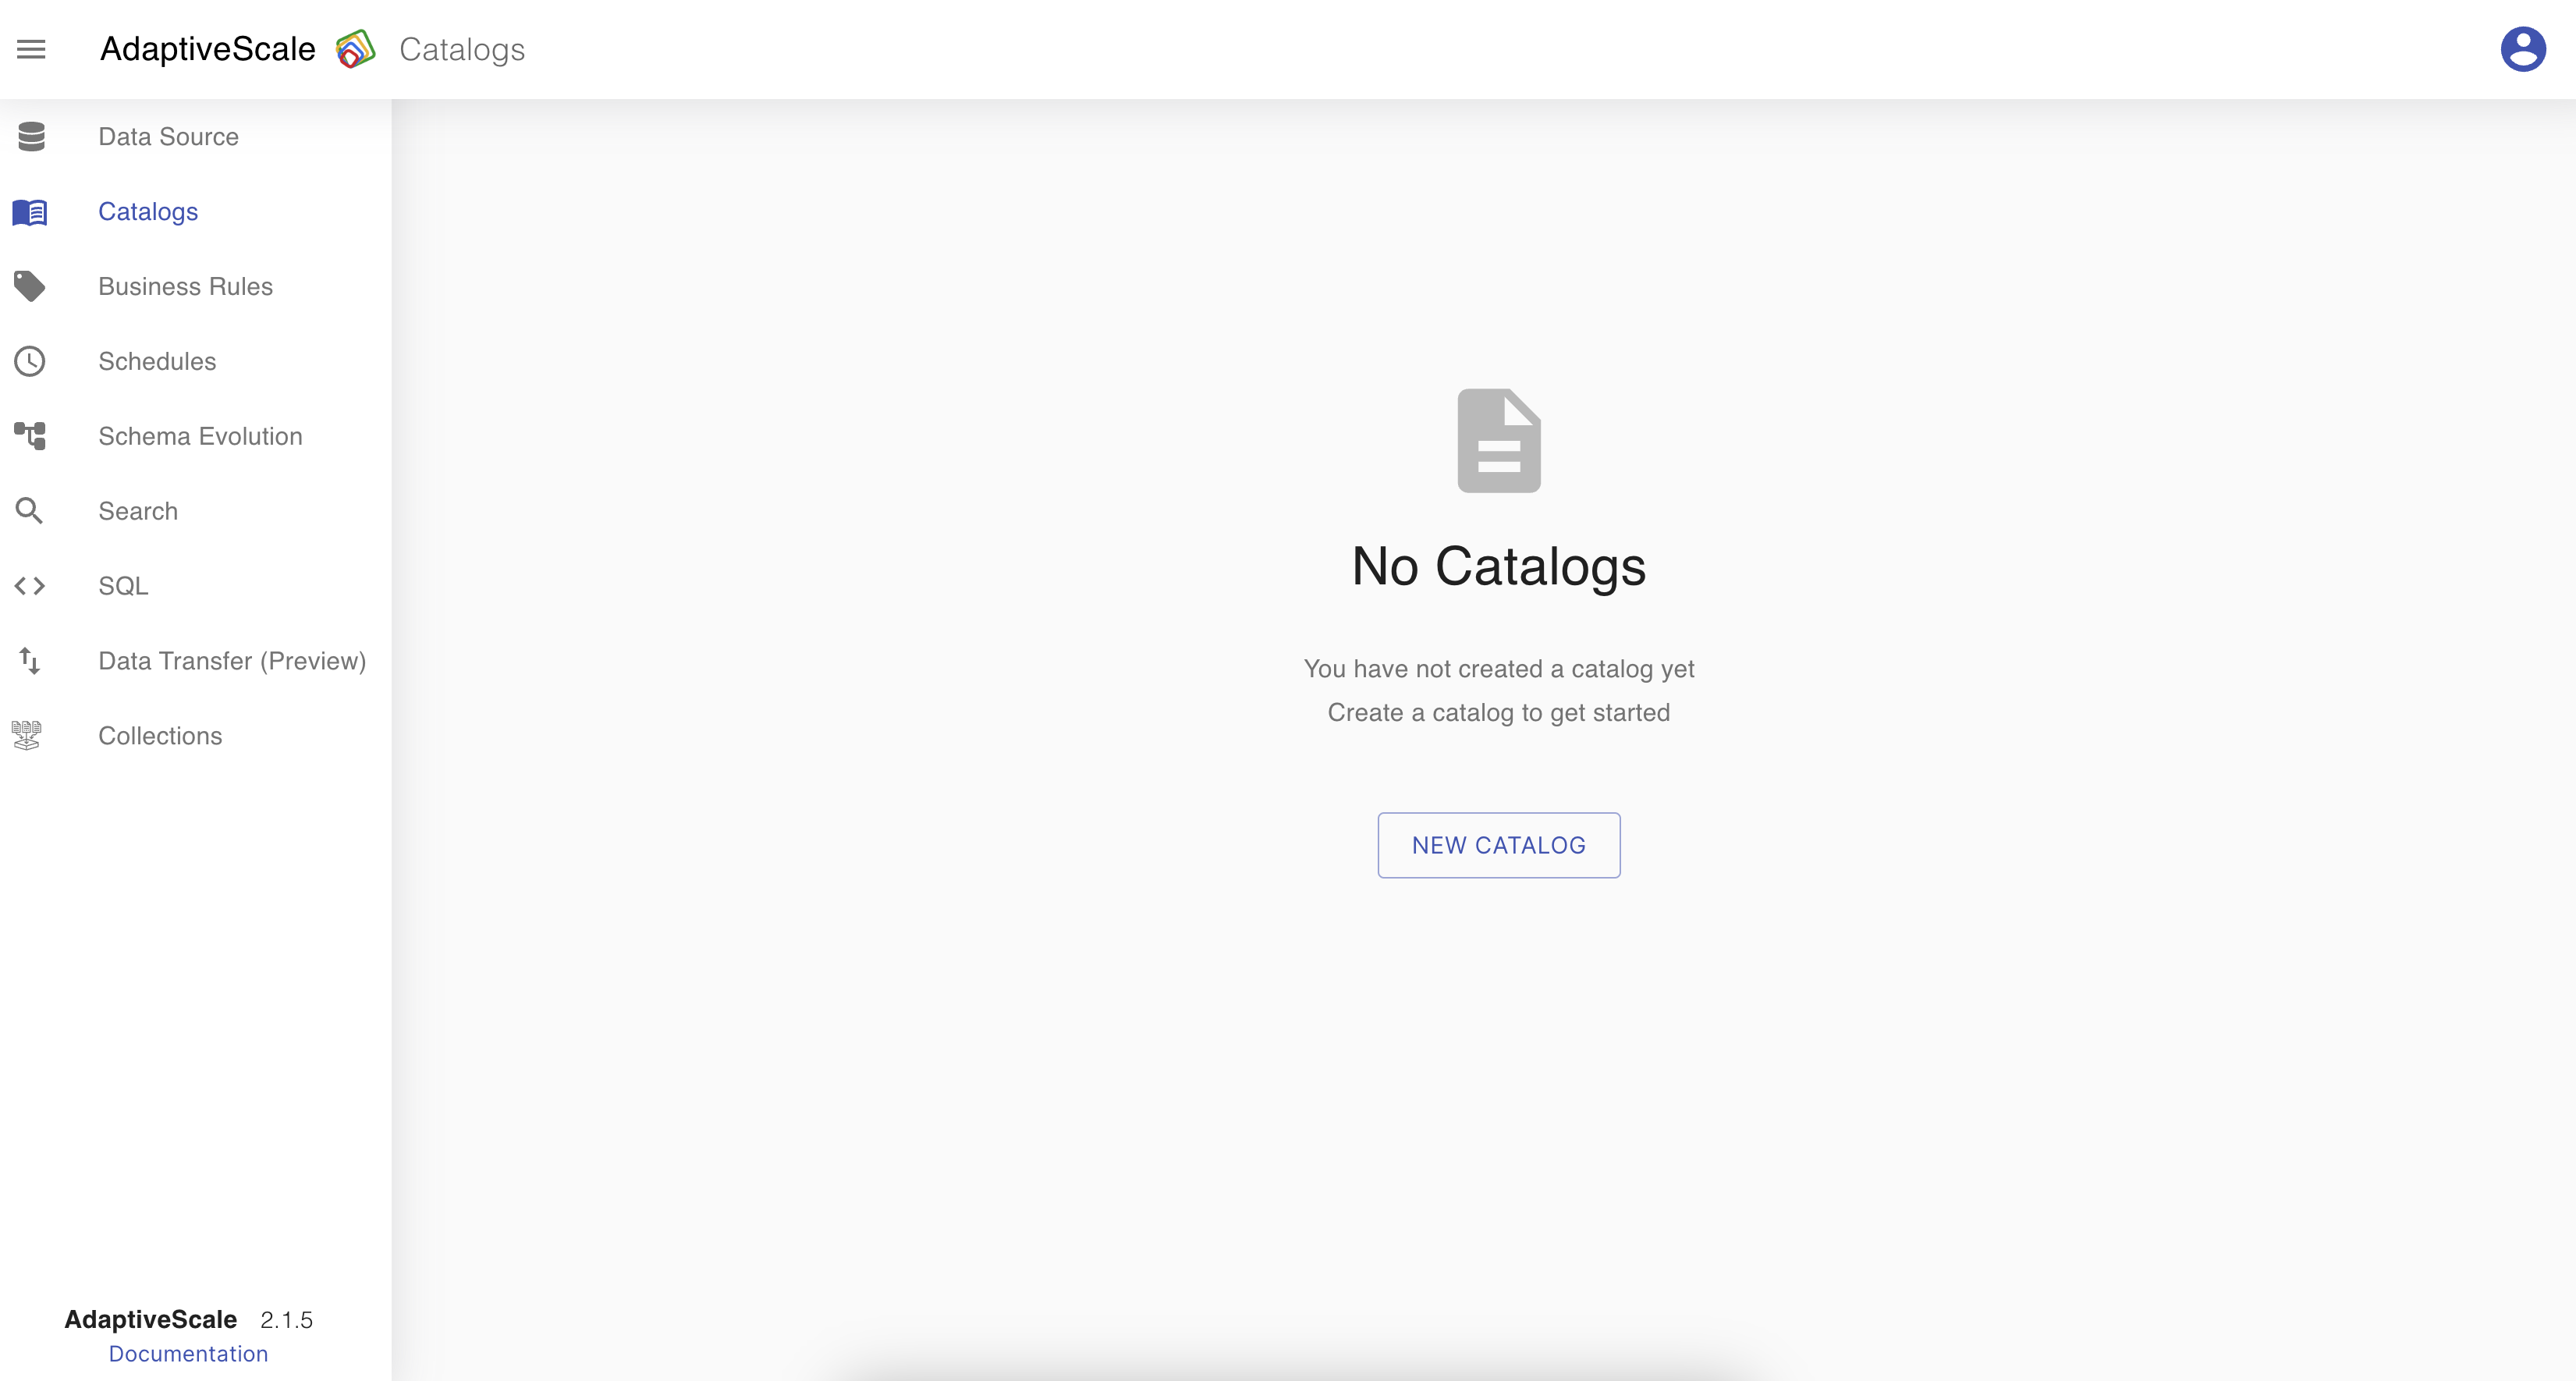 AdaptiveScale Catalogs
Data Source
Catalogs
Business Rules
Schedules
Schema Evolution
Search
SQL
Data Transfer (Preview)
Collections
No Catalogs
You have not created a catalog yet
Create a catalog to get started
NEW CATALOG
AdaptiveScale 2.1.5
Documentation